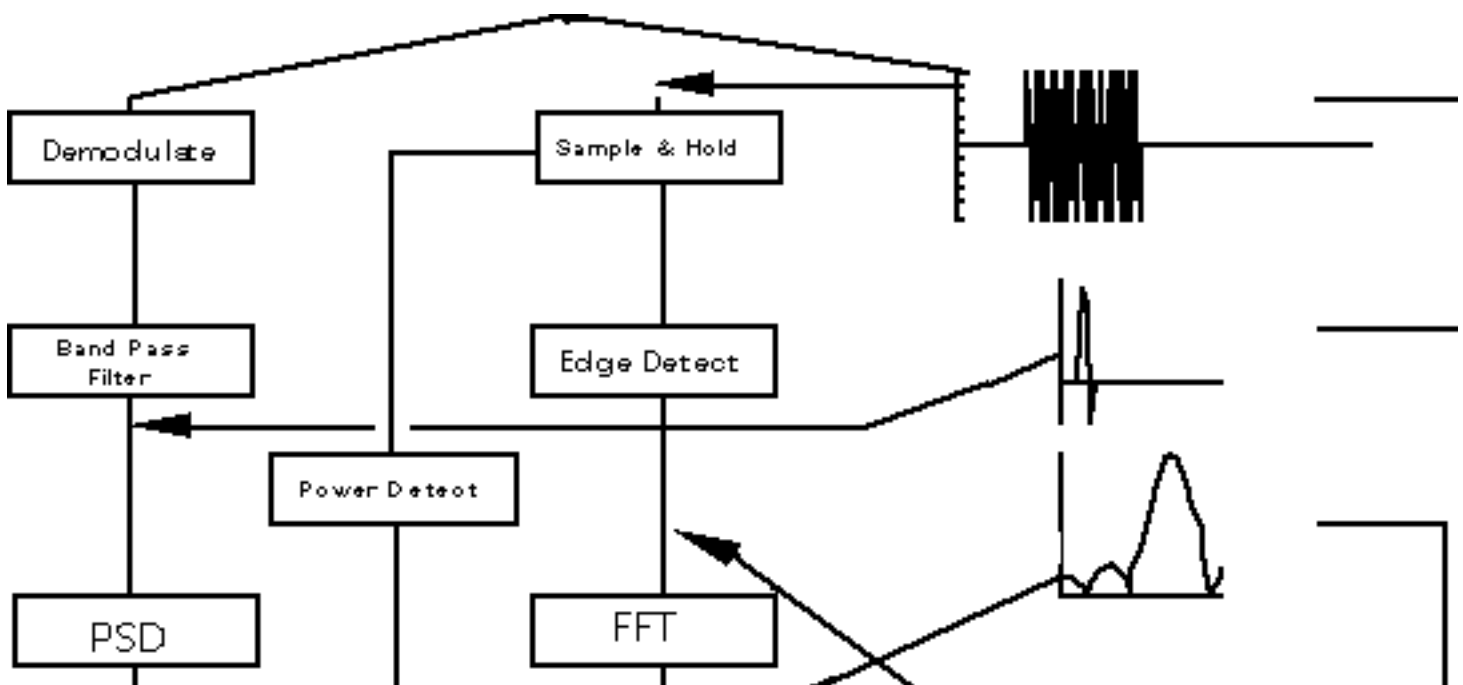 Demodulate
Sample & Hold
Band Pass
Filter
Edge Detect
Power Detect
PSD
FFT